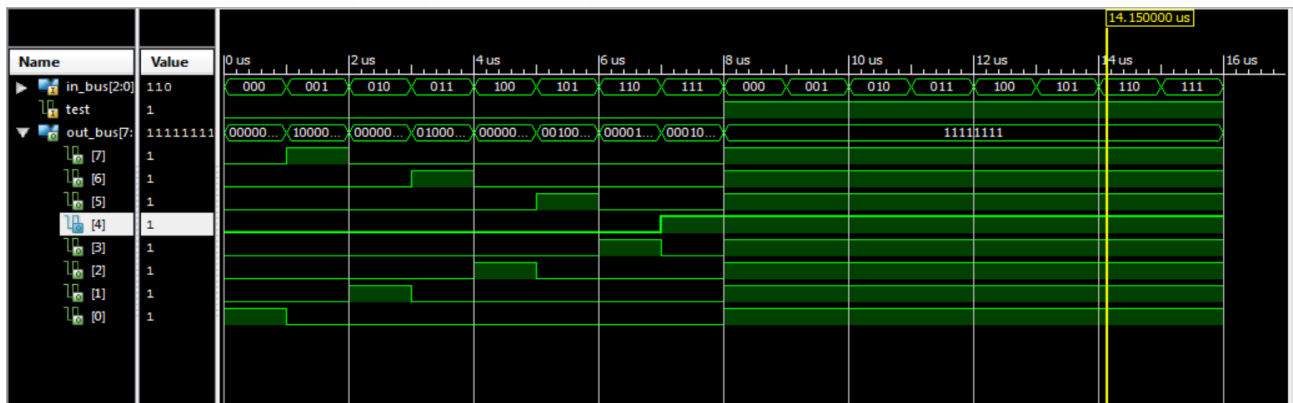 14.150000 us
Name Value 0 us 2 us 4 us 6 us 8 us 10 us 12 us 14 us 16 us
in_bus[2:0] 110 000 001 010 011 100 101 110 111 000 001 010 011 100 101 110 111
test 1
out_bus[7: 11111111 00000... 10000... 00000... 01000... 00000... 00100... 00001... 00010... 11111111
[7] 1
[6] 1
[5] 1
[4] 1
[3] 1
[2] 1
[1] 1
[0] 1